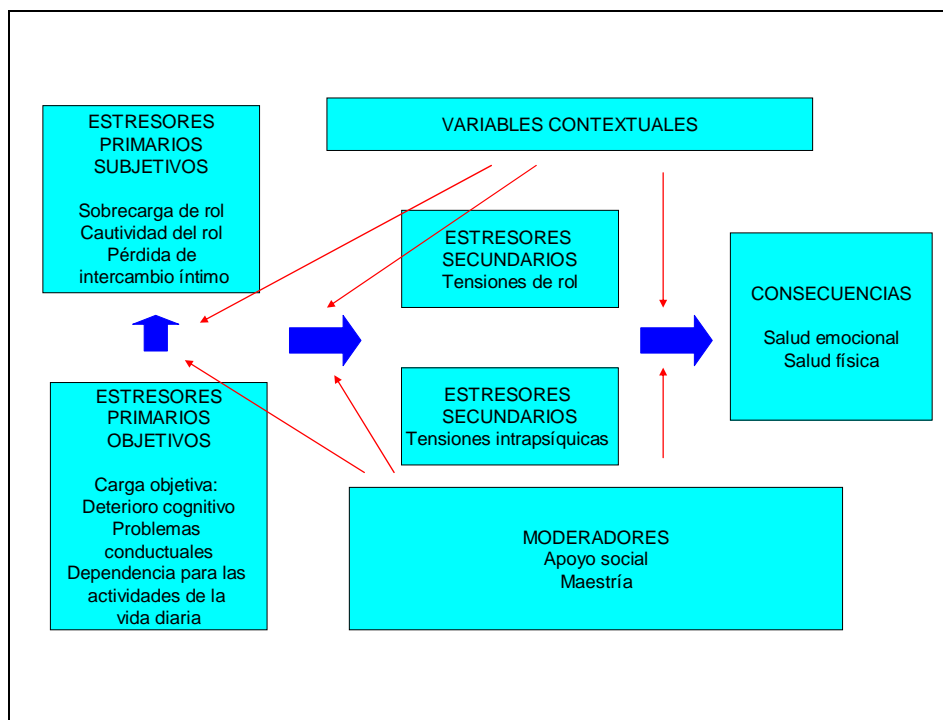 ESTRESORES
PRIMARIOS
SUBJETIVOS
Sobrecarga de rol
Cautividad del rol
Pérdida de
intercambio íntimo
VARIABLES CONTEXTUALES
ESTRESORES
SECUNDARIOS
Tensiones de rol
CONSECUENCIAS
Salud emocional
Salud física
ESTRESORES
PRIMARIOS
OBJETIVOS
Carga objetiva:
Deterioro cognitivo
Problemas
conductuales
Dependencia para las
actividades de la
vida diaria
ESTRESORES
SECUNDARIOS
Tensiones intrapsíquicas
MODERADORES
Apoyo social
Maestría